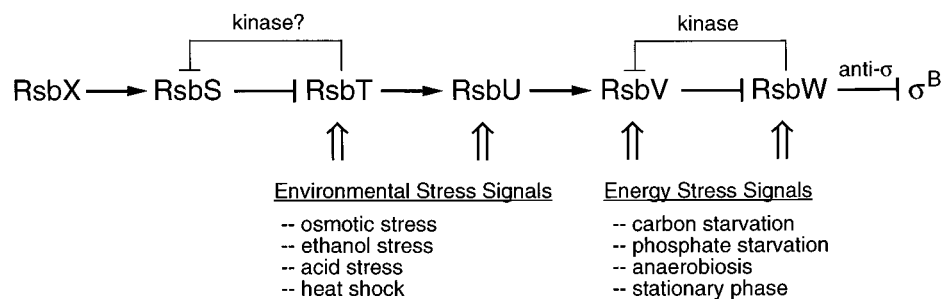 kinase?
kinase
RsbX RsbS RsbT RsbU RsbV RsbW anti-σ σB
Environmental Stress Signals
-- osmotic stress
-- ethanol stress
-- acid stress
-- heat shock
Energy Stress Signals
-- carbon starvation
-- phosphate starvation
-- anaerobiosis
-- stationary phase